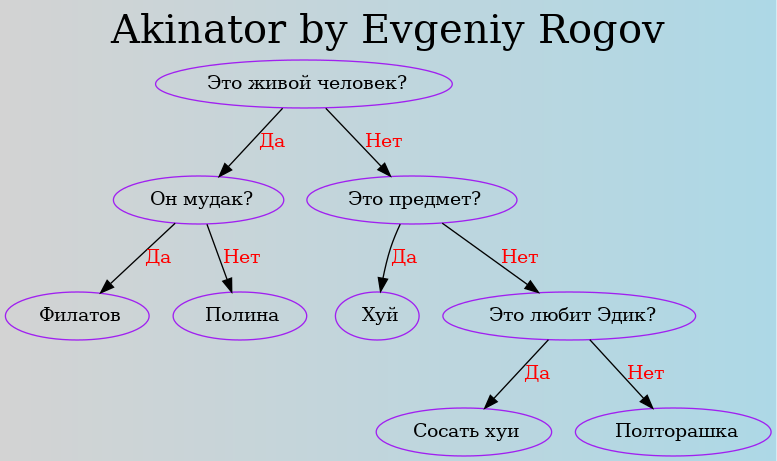 Akinator by Evgeniy Rogov
Это живой человек?
Да
Нет
Он мудак?
Это предмет?
Да
Нет
Да
Нет
Филатов
Полина
Хуй
Это любит Эдик?
Да
Нет
Сосать хуи
Полторашка